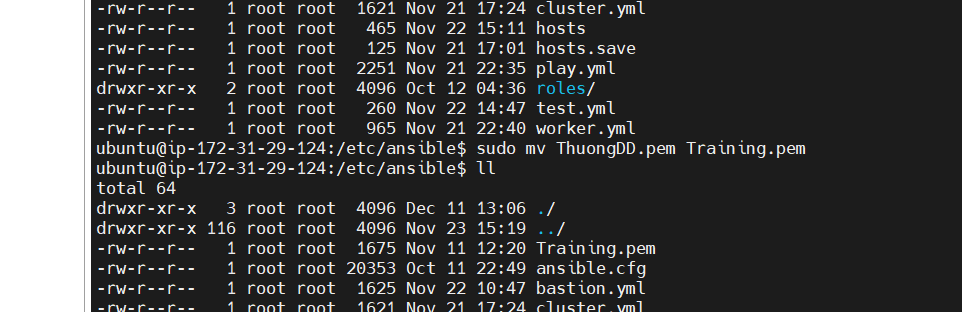 -rw-r--r--   1 root root  1621 Nov 21 17:24 cluster.yml
-rw-r--r--   1 root root   465 Nov 22 15:11 hosts
-rw-r--r--   1 root root   125 Nov 21 17:01 hosts.save
-rw-r--r--   1 root root  2251 Nov 21 22:35 play.yml
drwxr-xr-x   2 root root  4096 Oct 12 04:36 roles/
-rw-r--r--   1 root root   260 Nov 22 14:47 test.yml
-rw-r--r--   1 root root   965 Nov 21 22:40 worker.yml
ubuntu@ip-172-31-29-124:/etc/ansible$ sudo mv ThuongDD.pem Training.pem
ubuntu@ip-172-31-29-124:/etc/ansible$ ll
total 64
drwxr-xr-x   3 root root  4096 Dec 11 13:06 ./
drwxr-xr-x 116 root root  4096 Nov 23 15:19 ../
-rw-r--r--   1 root root  1675 Nov 11 12:20 Training.pem
-rw-r--r--   1 root root 20353 Oct 11 22:49 ansible.cfg
-rw-r--r--   1 root root  1625 Nov 22 10:47 bastion.yml
-rw-r--r--   1 root root  1621 Nov 21 17:24 cluster.yml